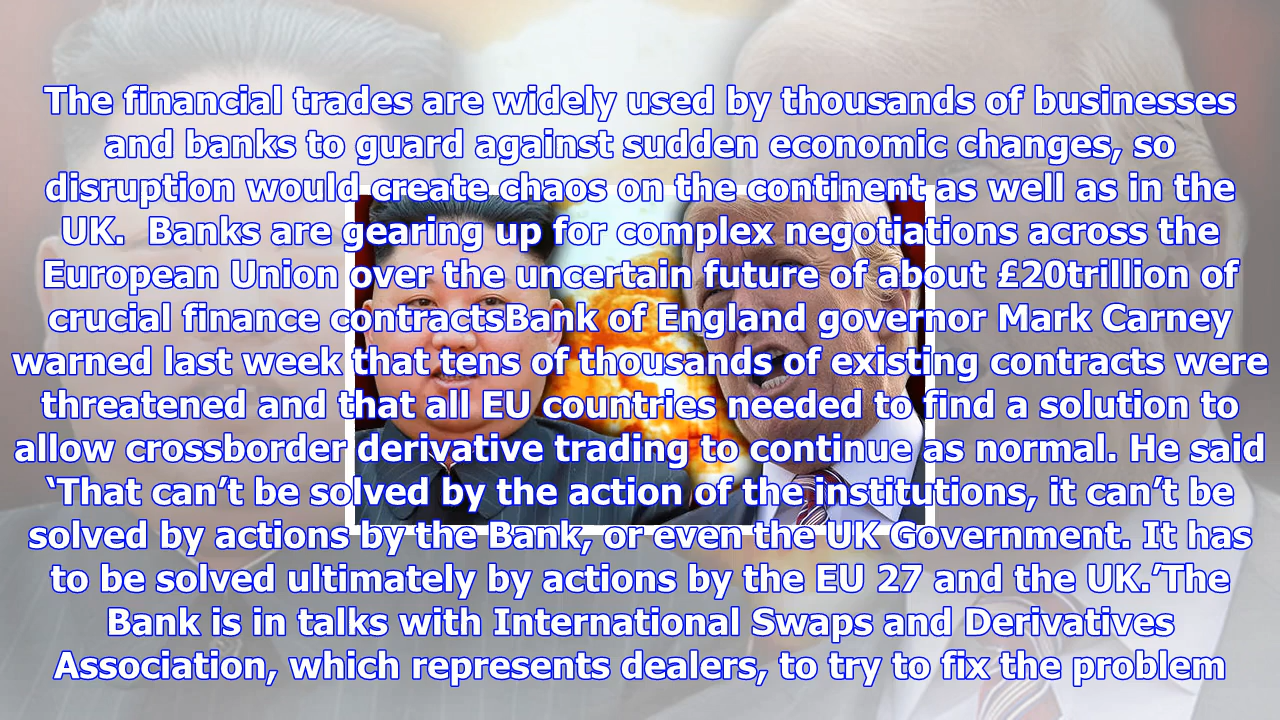 The financial trades are widely used by thousands of businesses
and banks to guard against sudden economic changes, so
disruption would create chaos on the continent as well as in the
UK.  Banks are gearing up for complex negotiations across the
European Union over the uncertain future of about £20trillion of
crucial finance contractsBank of England governor Mark Carney
warned last week that tens of thousands of existing contracts were
threatened and that all EU countries needed to find a solution to
allow crossborder derivative trading to continue as normal. He said
‘That can’t be solved by the action of the institutions, it can’t be
solved by actions by the Bank, or even the UK Government. It has
to be solved ultimately by actions by the EU 27 and the UK.’The
Bank is in talks with International Swaps and Derivatives
Association, which represents dealers, to try to fix the problem